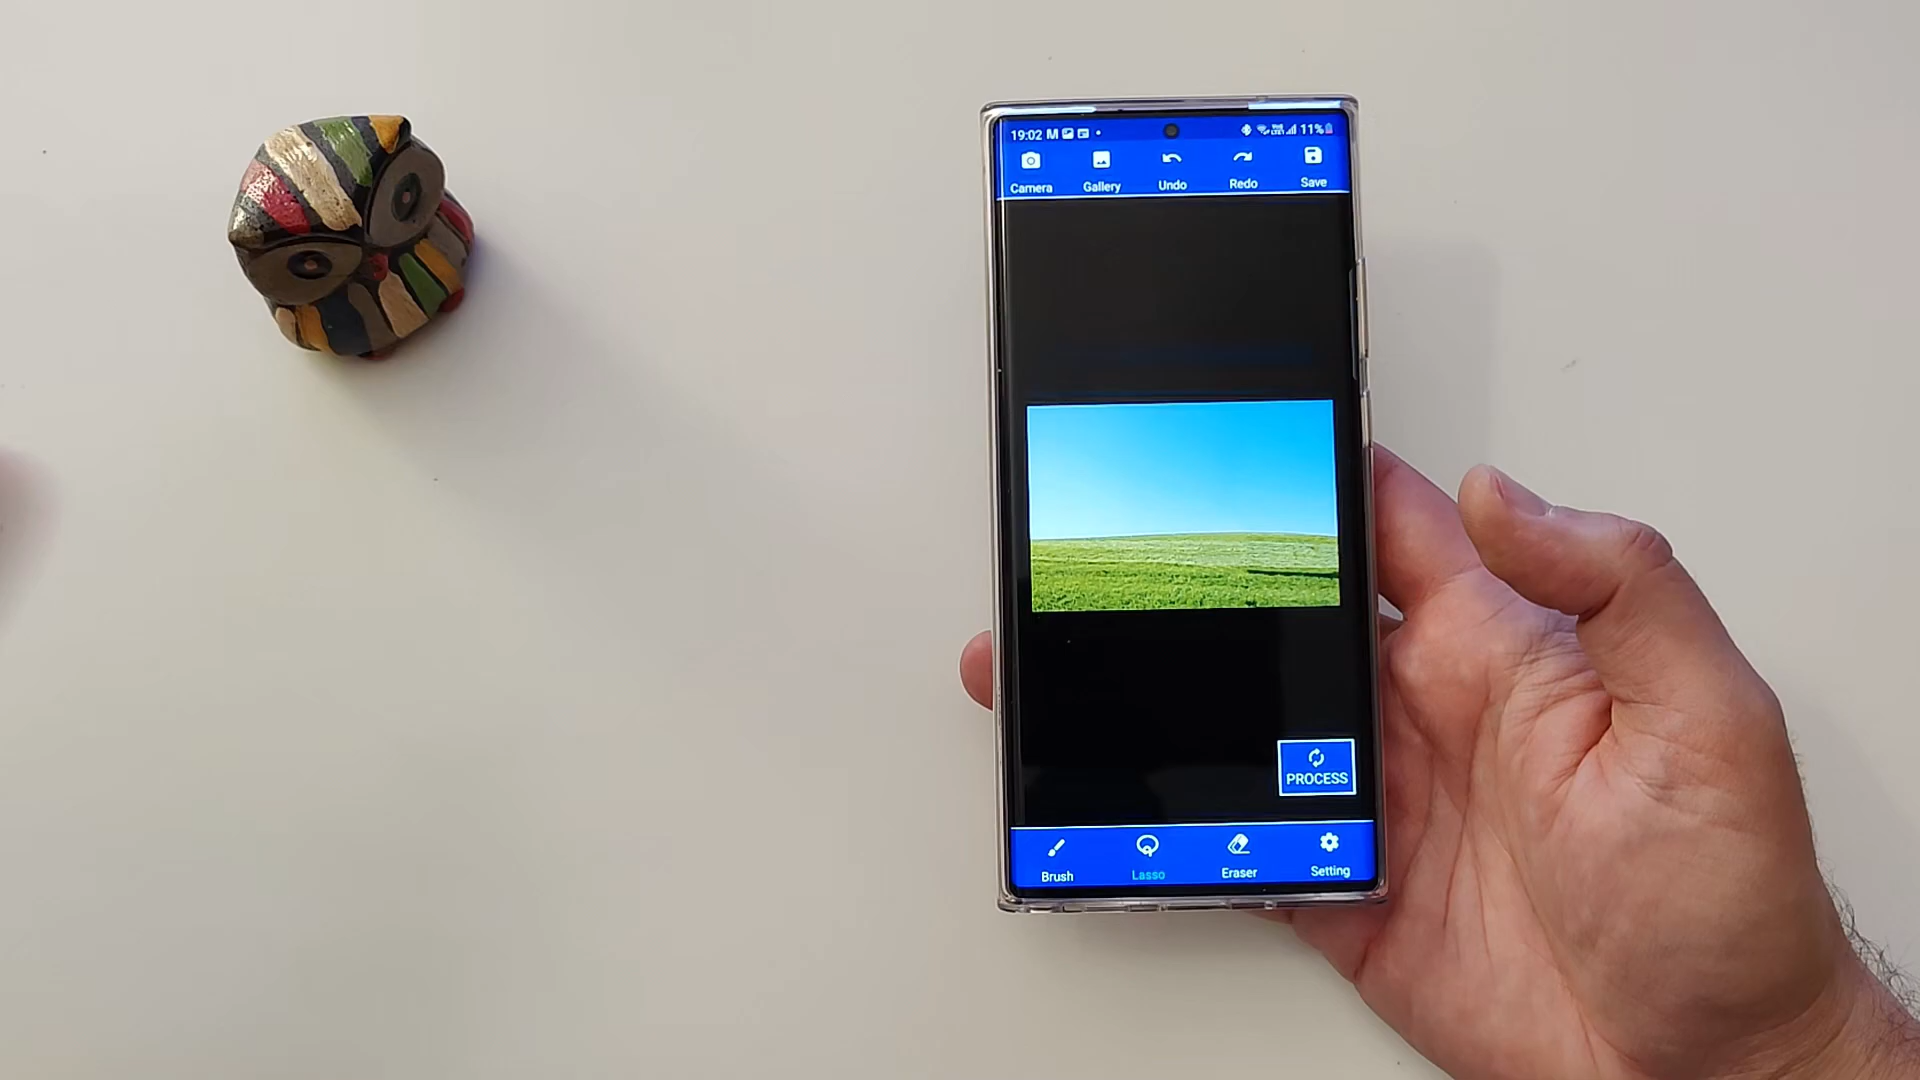 19:02 M 11%
Camera Gallery Undo Redo Save
PROCESS
Brush Lasso Eraser Setting